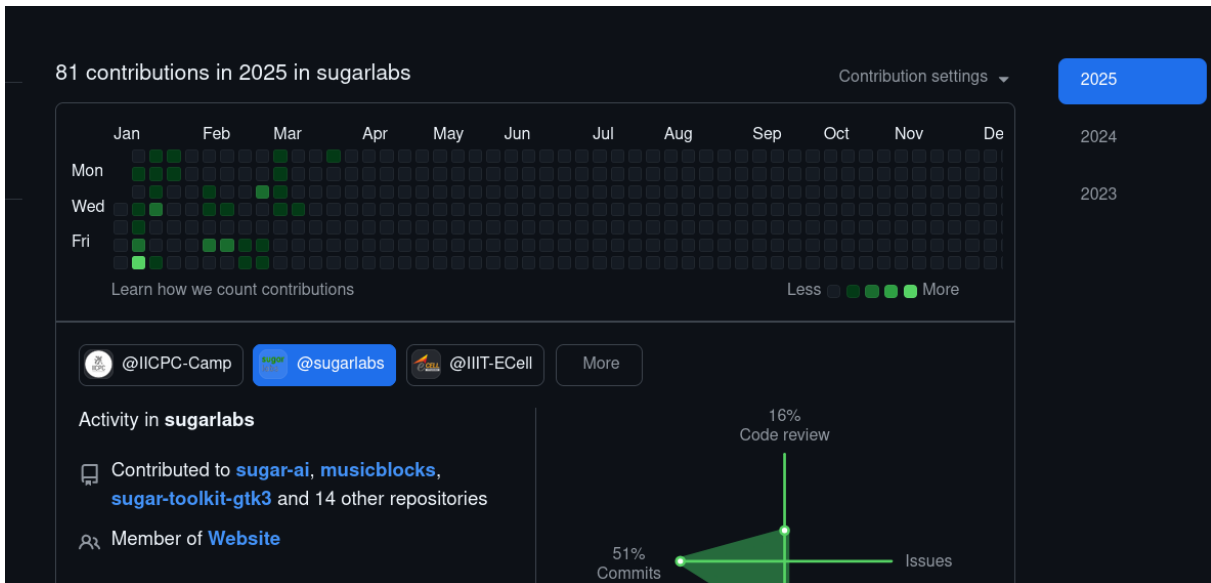 81 contributions in 2025 in sugarlabs
Contribution settings
2025
2024
2023
Jan Feb Mar Apr May Jun Jul Aug Sep Oct Nov De
Mon
Wed
Fri
Learn how we count contributions
Less More
@IICPC-Camp @sugarlabs @IIIT-ECell More
Activity in sugarlabs
Contributed to sugar-ai, musicblocks,
sugar-toolkit-gtk3 and 14 other repositories
Member of Website
16%
Code review
51%
Commits
Issues